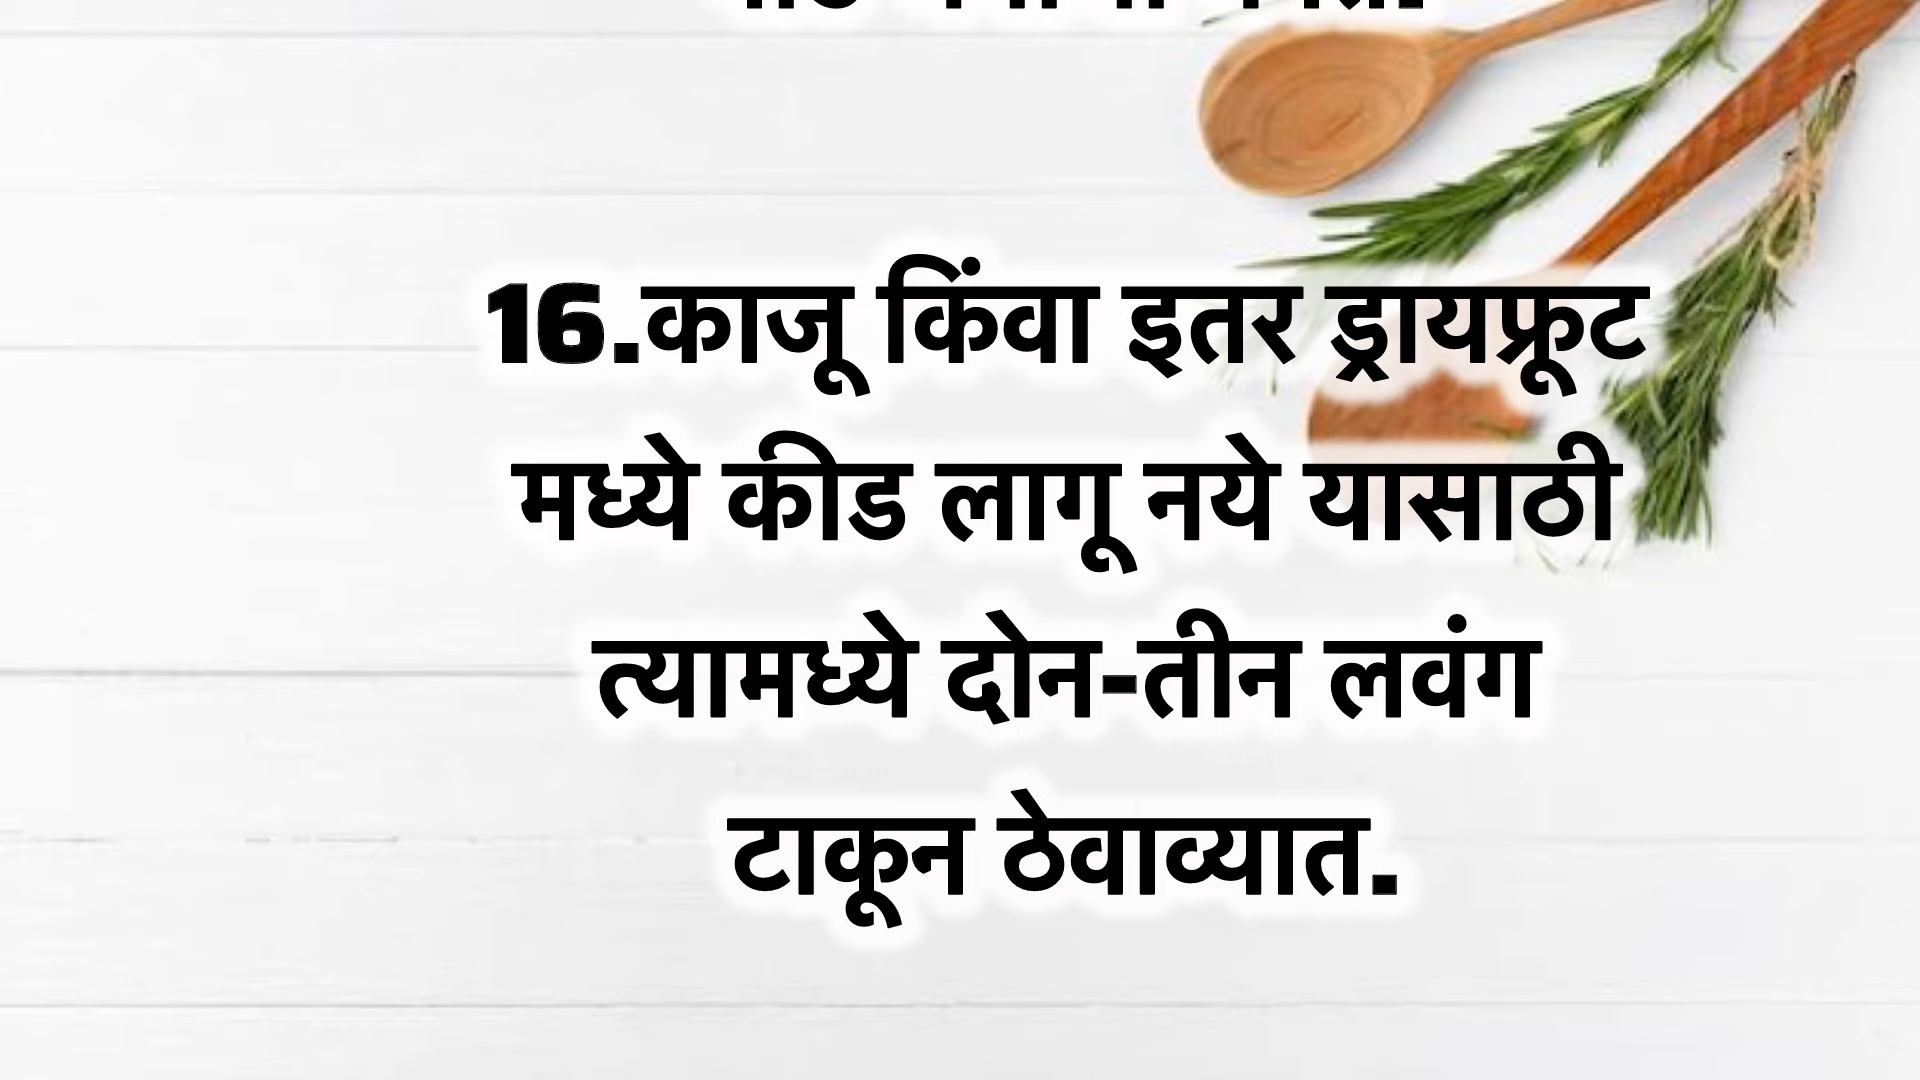 16.काजू किंवा इतर ड्रायफ्रूट
मध्ये कीड लागू नये यासाठी
त्यामध्ये दोन-तीन लवंग
टाकून ठेवाव्यात.